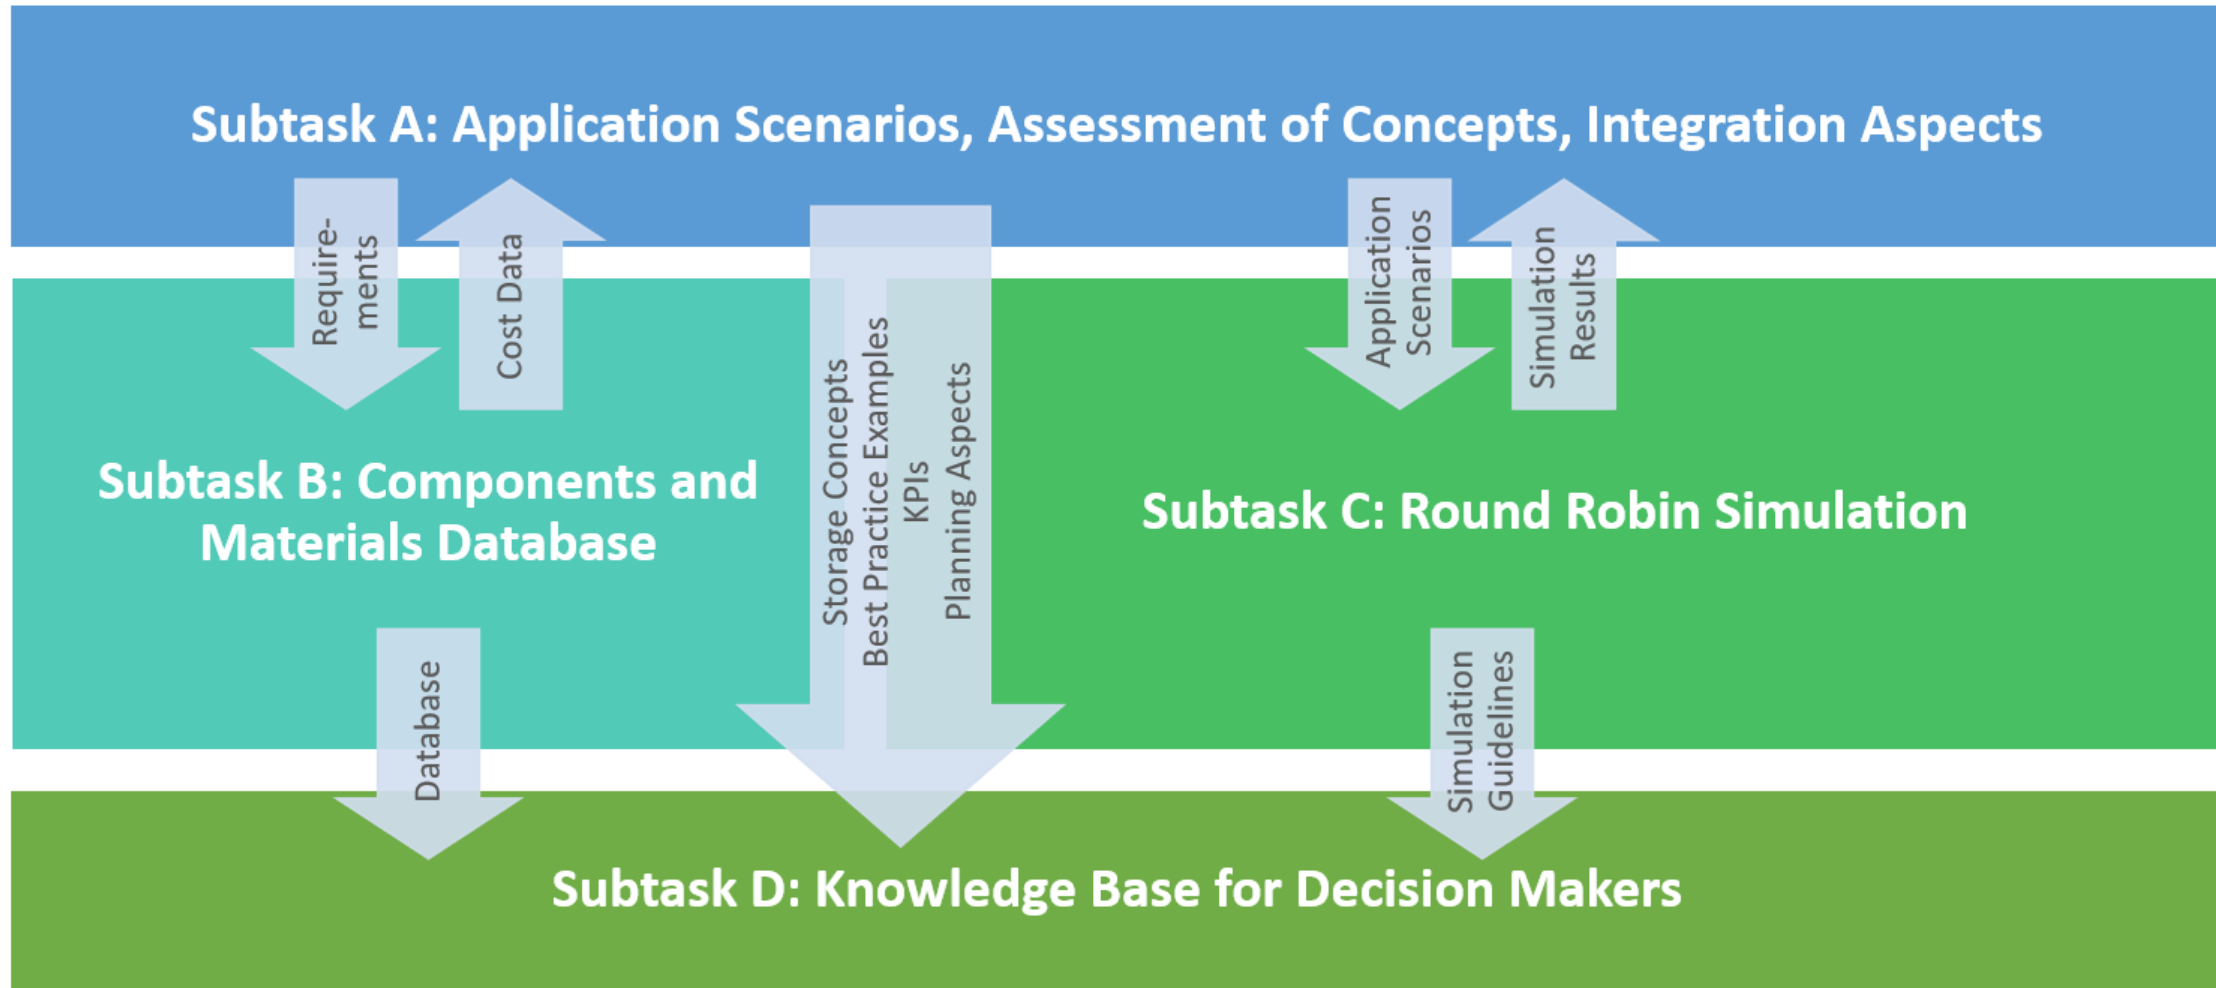 Subtask A: Application Scenarios, Assessment of Concepts, Integration Aspects
Require-
ments
Cost Data
Application
Scenarios
Simulation
Results
Storage Concepts
Best Practice Examples
KPIs
Planning Aspects
Subtask B: Components and
Materials Database
Subtask C: Round Robin Simulation
Database
Simulation
Guidelines
Subtask D: Knowledge Base for Decision Makers